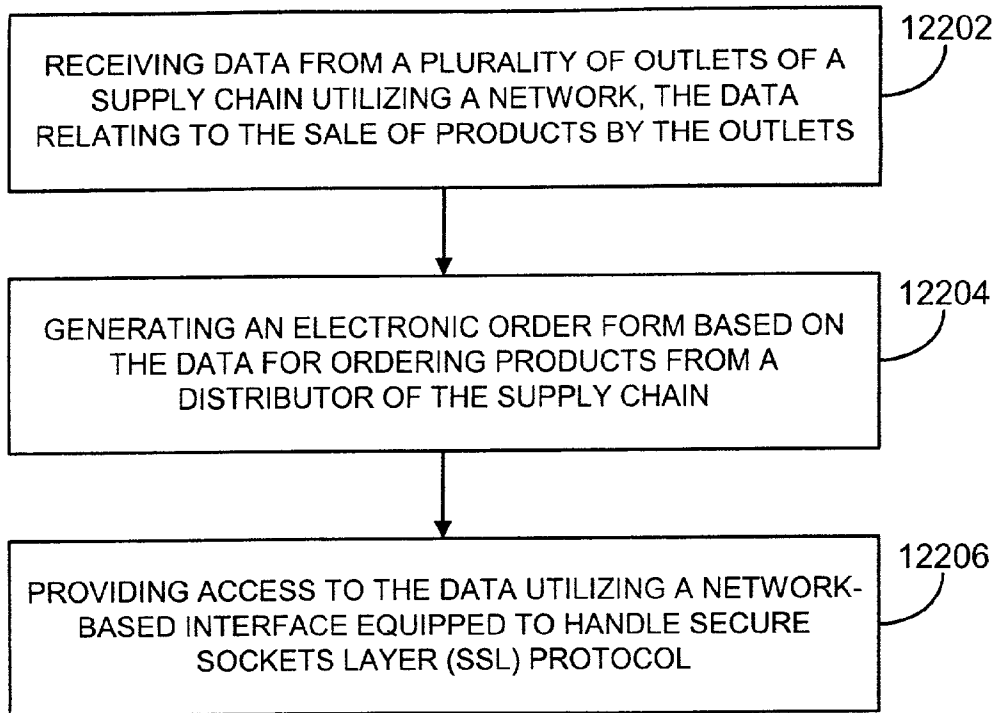 12202
RECEIVING DATA FROM A PLURALITY OF OUTLETS OF A
SUPPLY CHAIN UTILIZING A NETWORK, THE DATA
RELATING TO THE SALE OF PRODUCTS BY THE OUTLETS
12204
GENERATING AN ELECTRONIC ORDER FORM BASED ON
THE DATA FOR ORDERING PRODUCTS FROM A
DISTRIBUTOR OF THE SUPPLY CHAIN
12206
PROVIDING ACCESS TO THE DATA UTILIZING A NETWORK-
BASED INTERFACE EQUIPPED TO HANDLE SECURE
SOCKETS LAYER (SSL) PROTOCOL